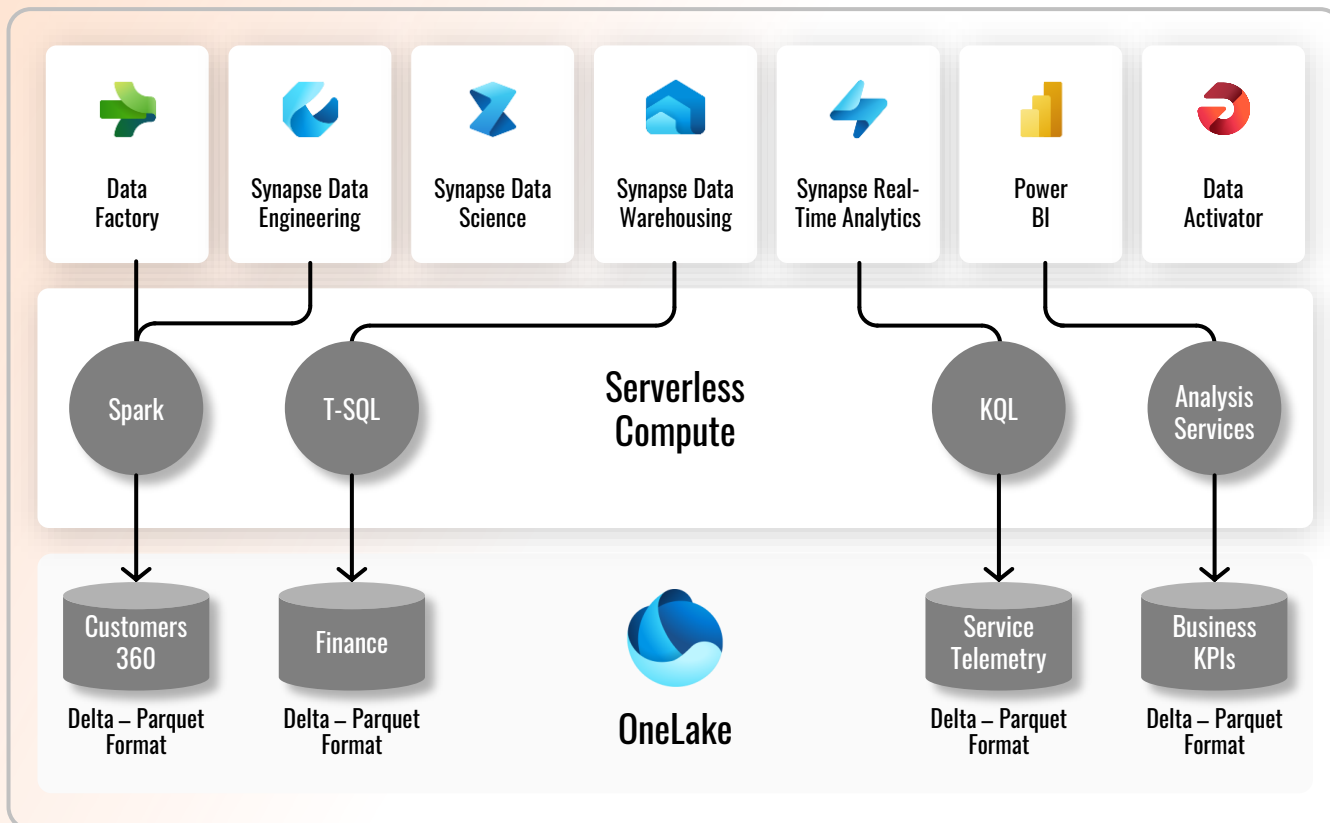 Data
Factory
Synapse Data
Engineering
Synapse Data
Science
Synapse Data
Warehousing
Synapse Real-
Time Analytics
Power
BI
Data
Activator
Spark
T-SQL
Serverless
Compute
KQL
Analysis
Services
Customers
360
Finance
Service
Telemetry
Business
KPIs
Delta – Parquet
Format
Delta – Parquet
Format
OneLake
Delta – Parquet
Format
Delta – Parquet
Format